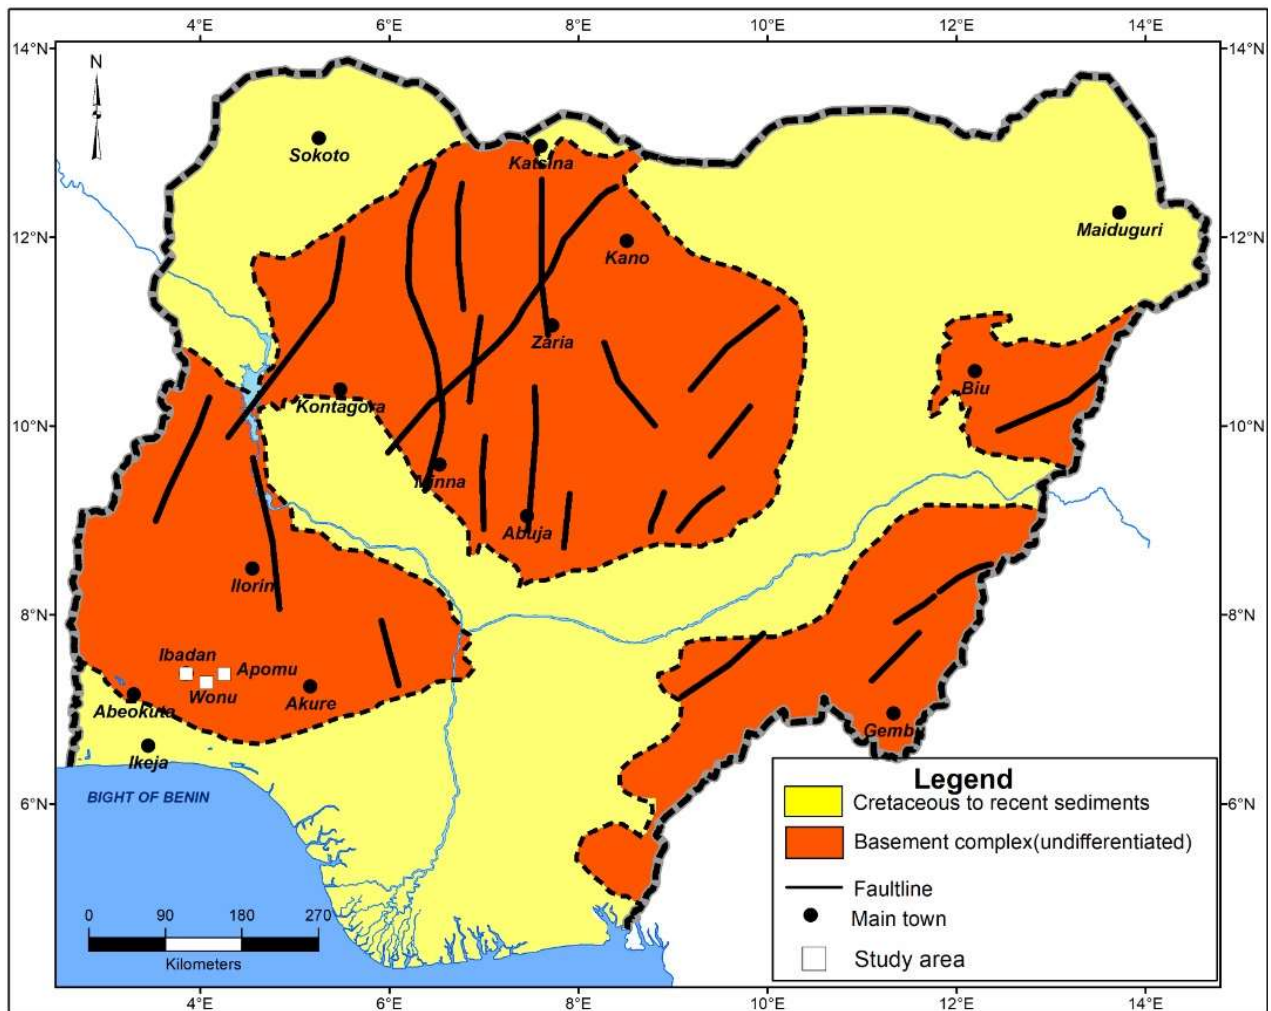 4°E 6°E 8°E 10°E 12°E 14°E
14°N 14°N
N
Sokoto
Katsina
Maiduguri
12°N 12°N
Kano
Zaria
Biu
Kontagora
10°N 10°N
Minna
Abuja
Ilorin
8°N 8°N
Ibadan
Apomu
Wonu
Akure
Abeokuta
Gemb
Ikeja
BIGHT OF BENIN
6°N 6°N
Legend
Cretaceous to recent sediments
Basement complex(undifferentiated)
Faultline
Main town
Study area
0 90 180 270
Kilometers
4°E 6°E 8°E 10°E 12°E 14°E